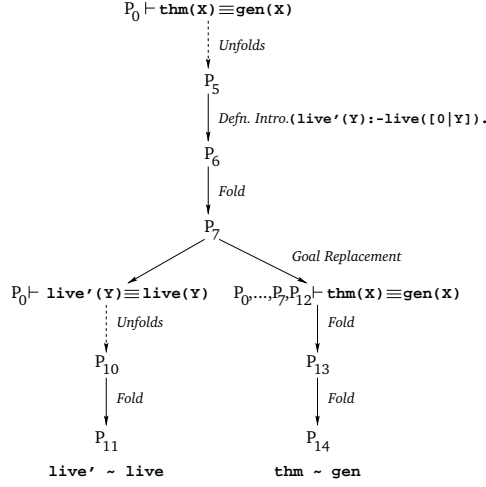 P0 ⊢ thm(X)≡gen(X)
Unfolds
P5
Defn. Intro.(live'(Y):-live([0|Y]).
P6
Fold
P7
Goal Replacement
P0⊢ live'(Y)≡live(Y) P0,...,P7,P12⊢thm(X)≡gen(X)
Unfolds Fold
P10 P13
Fold Fold
P11 P14
live' ~ live thm ~ gen